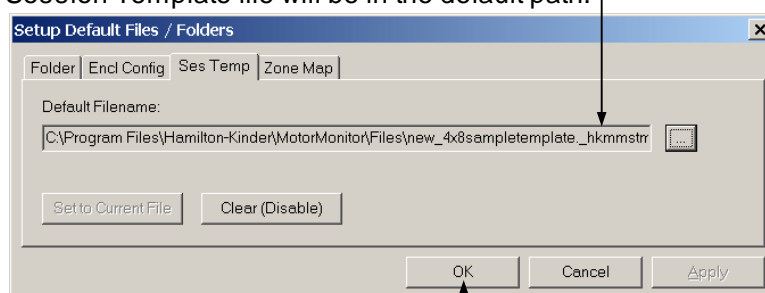 Session Template file will be in the default path.
Setup Default Files / Folders
Folder Encl Config Ses Temp Zone Map
Default Filename:
C:\Program Files\Hamilton-Kinder\MotorMonitor\Files\new_4x8sampletemplate._hkmmstm ...
Set to Current File Clear (Disable)
OK Cancel Apply